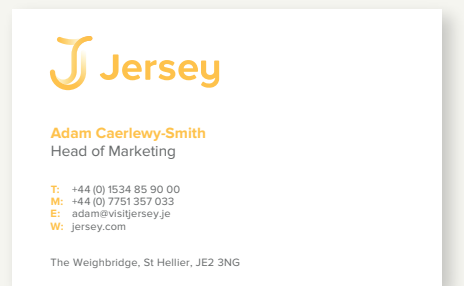 Jersey
Adam Caerlewy-Smith
Head of Marketing
T: +44 (0) 1534 85 90 00
M: +44 (0) 7751 357 033
E: adam@visitjersey.je
W: jersey.com
The Weighbridge, St Hellier, JE2 3NG